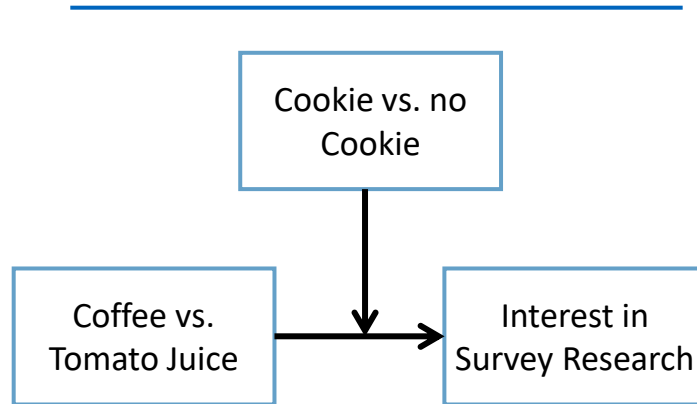 Cookie vs. no
Cookie
Coffee vs.
Tomato Juice
Interest in
Survey Research